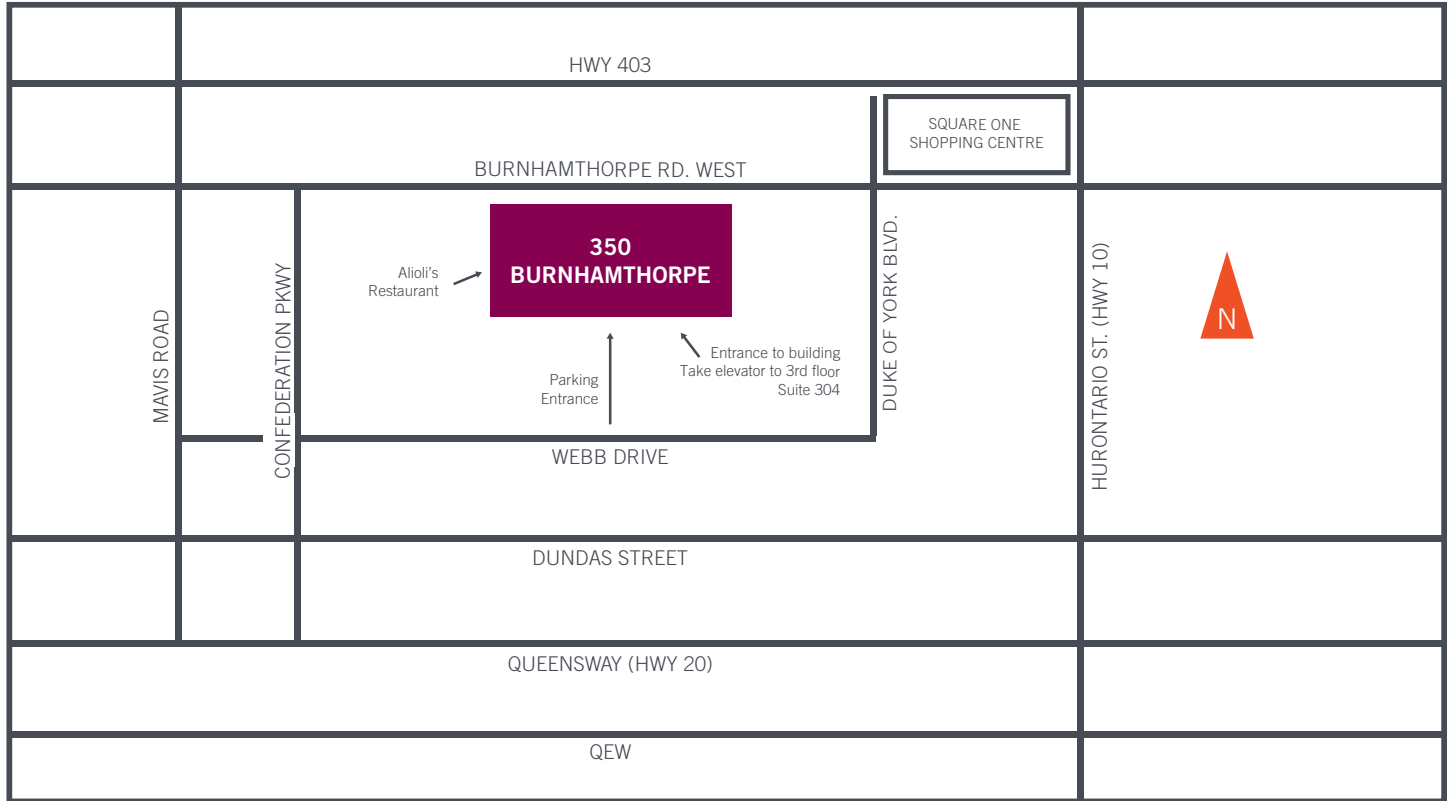 HWY 403
SQUARE ONE
SHOPPING CENTRE
BURNHAMTHORPE RD. WEST
350
BURNHAMTHORPE
Alioli's
Restaurant
Entrance to building
Take elevator to 3rd floor
Suite 304
Parking
Entrance
MAVIS ROAD
CONFEDERATION PKWY
DUKE OF YORK BLVD.
HURONTARIO ST. (HWY 10)
N
WEBB DRIVE
DUNDAS STREET
QUEENSWAY (HWY 20)
QEW